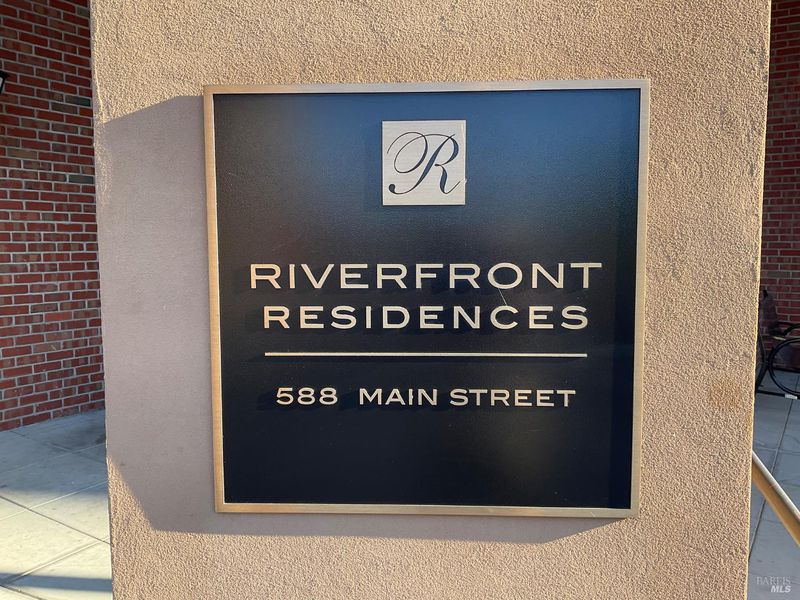 R
RIVERFRONT
RESIDENCES
588 MAIN STREET
BAREIS
MLS